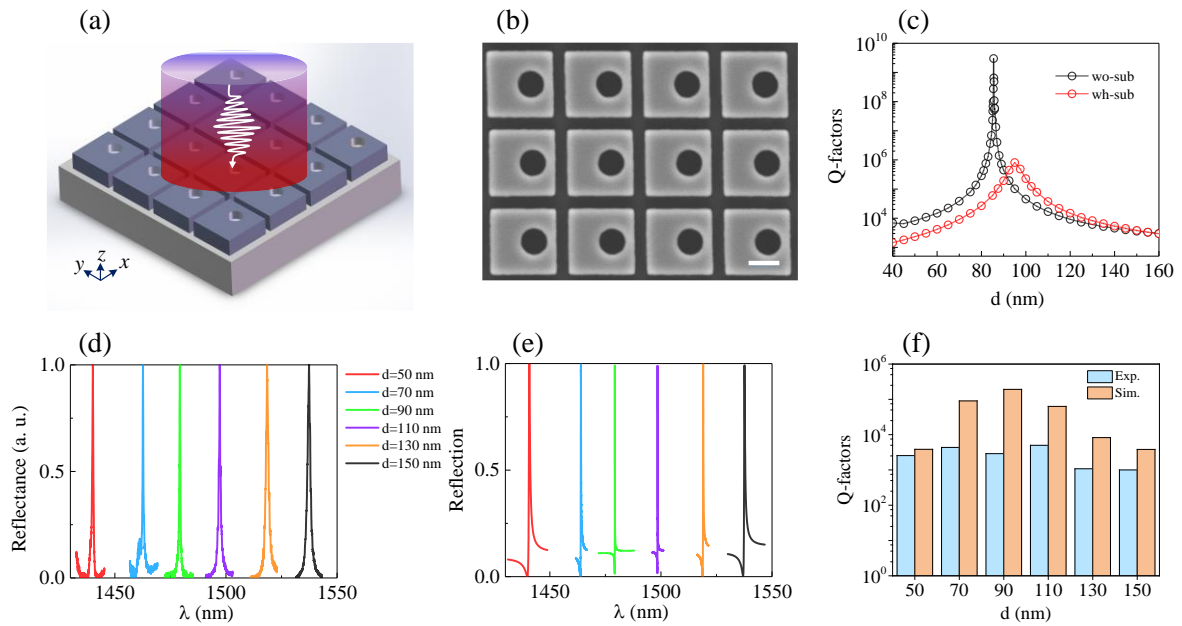 (a)
y z x
(b)
(c)
Q-factors
10^10
10^8
10^6
10^4
wo-sub
wh-sub
40 60 80 100 120 140 160
d (nm)
(d)
Reflectance (a. u.)
1.0
0.5
0.0
1450 1500 1550
λ (nm)
d=50 nm
d=70 nm
d=90 nm
d=110 nm
d=130 nm
d=150 nm
(e)
Reflection
1.0
0.5
0.0
1450 1500 1550
λ (nm)
(f)
Q-factors
10^6
10^4
10^2
10^0
Exp.
Sim.
50 70 90 110 130 150
d (nm)